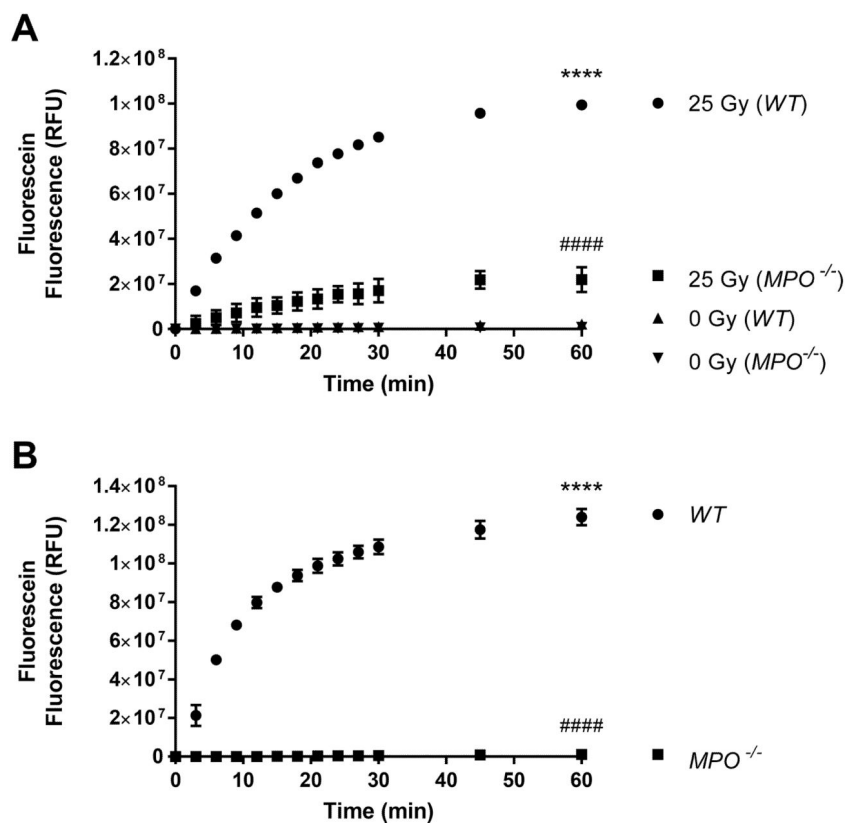 A
Fluorescein
Fluorescence (RFU)
1.2×10⁸
1×10⁸
8×10⁷
6×10⁷
4×10⁷
2×10⁷
0
0 10 20 30 40 50 60
Time (min)
****
####
25 Gy (WT)
25 Gy (MPO⁻/⁻)
0 Gy (WT)
0 Gy (MPO⁻/⁻)
B
Fluorescein
Fluorescence (RFU)
1.4×10⁸
1.2×10⁸
1×10⁸
8×10⁷
6×10⁷
4×10⁷
2×10⁷
0
0 10 20 30 40 50 60
Time (min)
****
####
WT
MPO⁻/⁻